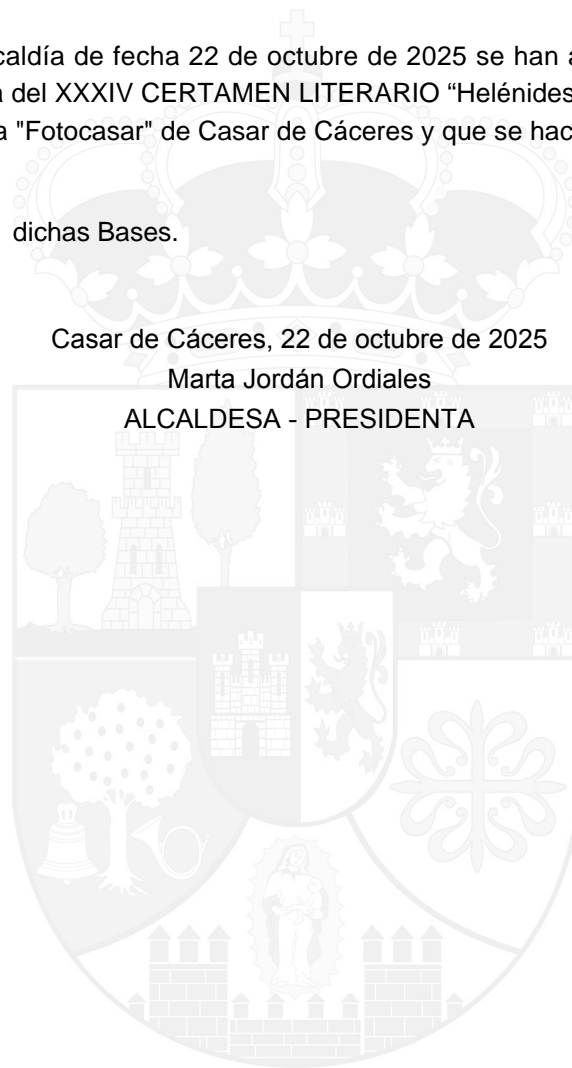 caldía de fecha 22 de octubre de 2025 se han a
del XXXIV CERTAMEN LITERARIO “Helénides
a "Fotocasar" de Casar de Cáceres y que se hac
dichas Bases.
Casar de Cáceres, 22 de octubre de 2025
Marta Jordán Ordiales
ALCALDESA - PRESIDENTA